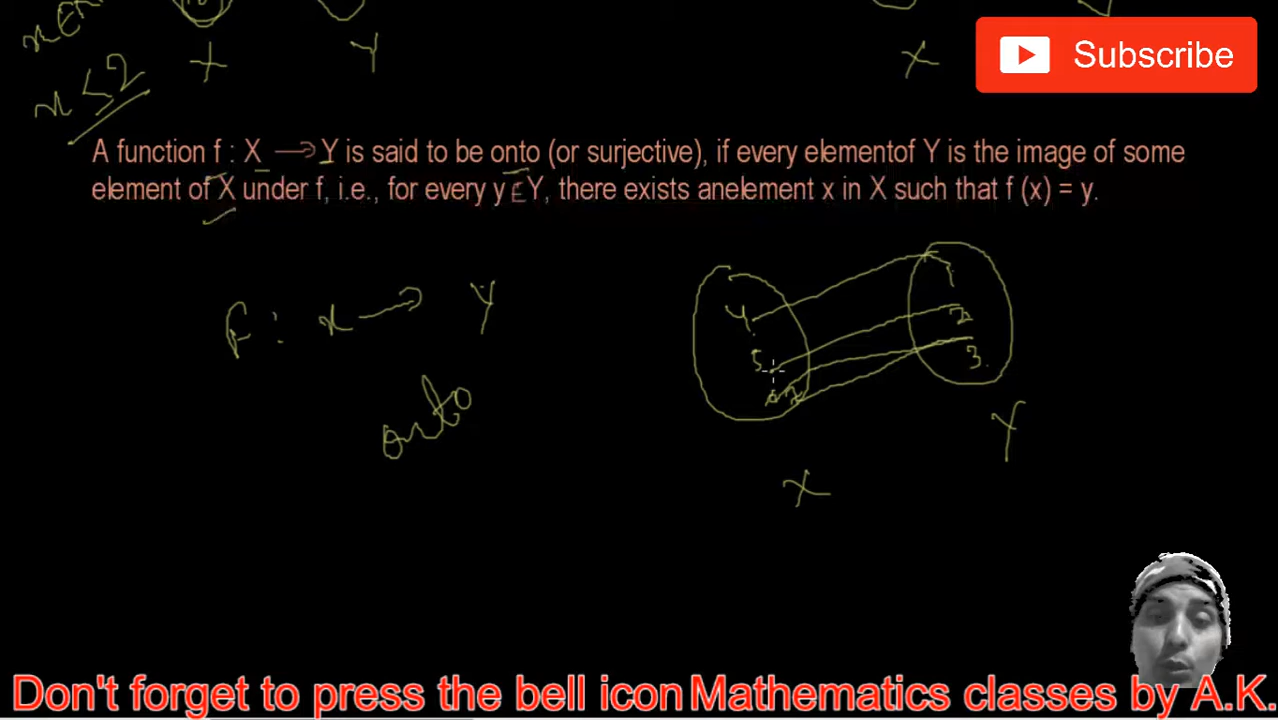 x ≤ 2
X Y
X
Subscribe
A function f : X Y is said to be onto (or surjective), if every elementof Y is the image of some
element of X under f, i.e., for every y E Y, there exists anelement x in X such that f (x) = y.
F : x → Y
onto
4
5
1
2
3
X
Y
Don't forget to press the bell icon Mathematics classes by A.K.